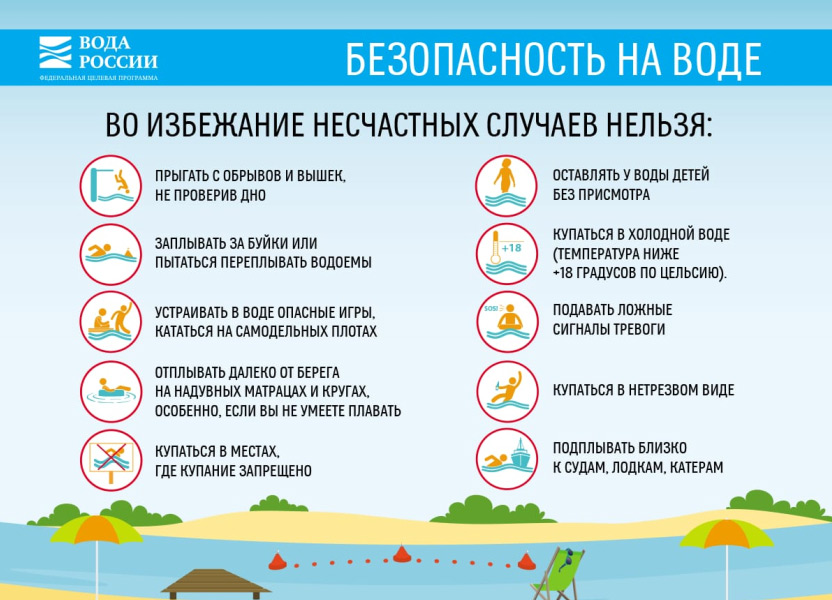 ВОДА
РОССИИ
ФЕДЕРАЛЬНАЯ ЦЕЛЕВАЯ ПРОГРАММА
БЕЗОПАСНОСТЬ НА ВОДЕ
ВО ИЗБЕЖАНИЕ НЕСЧАСТНЫХ СЛУЧАЕВ НЕЛЬЗЯ:
ПРЫГАТЬ С ОБРЫВОВ И ВЫШЕК,
НЕ ПРОВЕРИВ ДНО
ЗАПЛЫВАТЬ ЗА БУЙКИ ИЛИ
ПЫТАТЬСЯ ПЕРЕПЛЫВАТЬ ВОДОЕМЫ
УСТРАИВАТЬ В ВОДЕ ОПАСНЫЕ ИГРЫ,
КАТАТЬСЯ НА САМОДЕЛЬНЫХ ПЛОТАХ
ОТПЛЫВАТЬ ДАЛЕКО ОТ БЕРЕГА
НА НАДУВНЫХ МАТРАЦАХ И КРУГАХ,
ОСОБЕННО, ЕСЛИ ВЫ НЕ УМЕЕТЕ ПЛАВАТЬ
КУПАТЬСЯ В МЕСТАХ,
ГДЕ КУПАНИЕ ЗАПРЕЩЕНО
ОСТАВЛЯТЬ У ВОДЫ ДЕТЕЙ
БЕЗ ПРИСМОТРА
+18
КУПАТЬСЯ В ХОЛОДНОЙ ВОДЕ
(ТЕМПЕРАТУРА НИЖЕ
+18 ГРАДУСОВ ПО ЦЕЛЬСИЮ).
SOS!
ПОДАВАТЬ ЛОЖНЫЕ
СИГНАЛЫ ТРЕВОГИ
КУПАТЬСЯ В НЕТРЕЗВОМ ВИДЕ
ПОДПЛЫВАТЬ БЛИЗКО
К СУДАМ, ЛОДКАМ, КАТЕРАМ